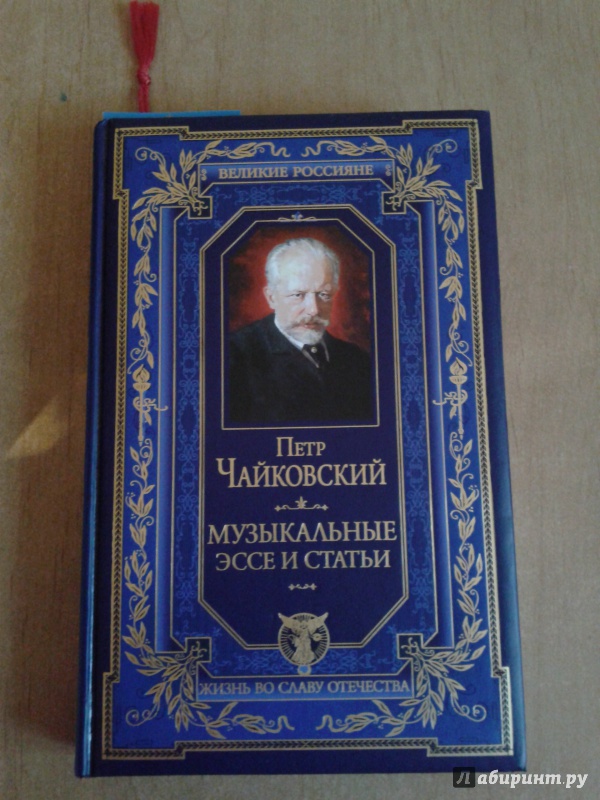 ВЕЛИКИЕ РОССИЯНЕ
ПЕТР
ЧАЙКОВСКИЙ
МУЗЫКАЛЬНЫЕ
ЭССЕ И СТАТЬИ
ЖИЗНЬ ВО СЛАВУ ОТЕЧЕСТВА
Лабиринт.ру